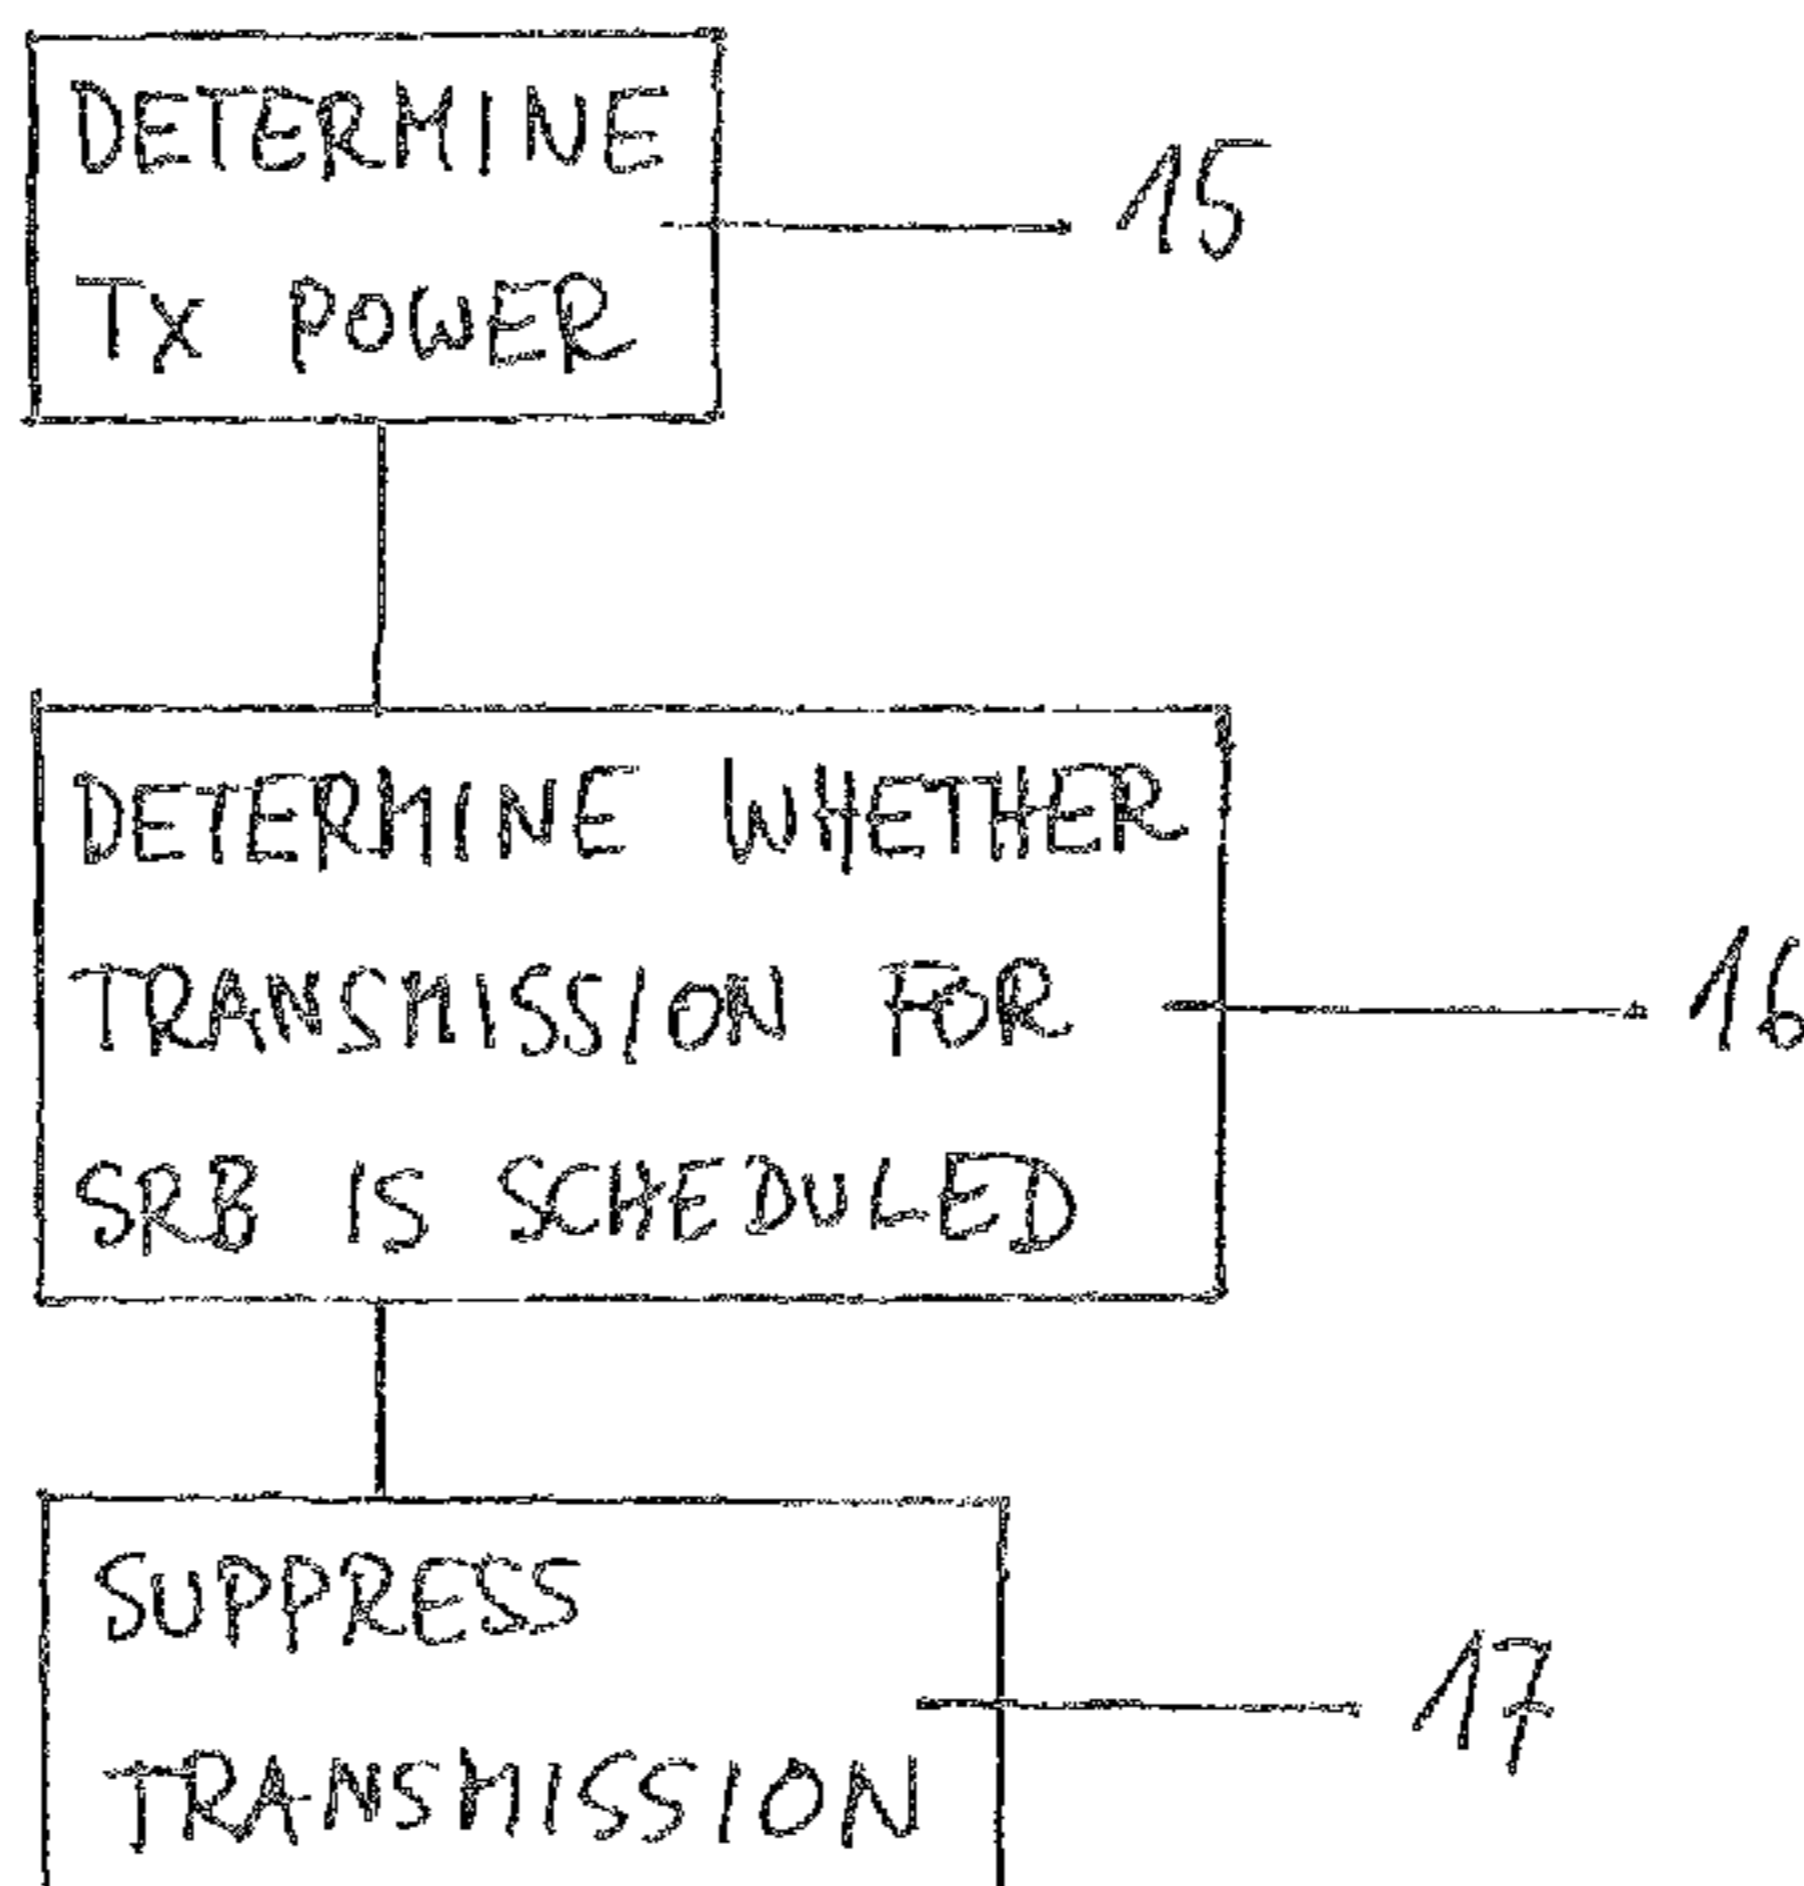 DETERMINE
15
TX POWER
DETERMINE WHETHER
TRANSMISSION FOR
16
SRB IS SCHEDULED
SUPPRESS
17
TRANSMISSION